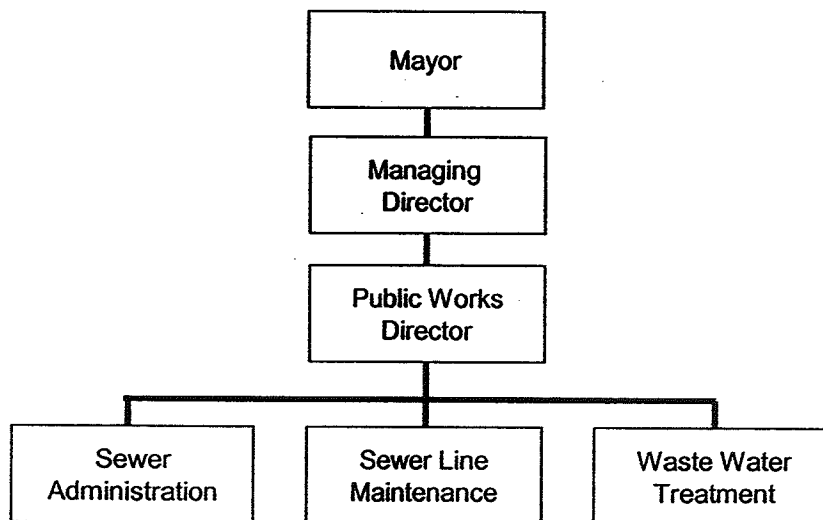 Mayor
Managing
Director
Public Works
Director
Sewer
Administration
Sewer Line
Maintenance
Waste Water
Treatment